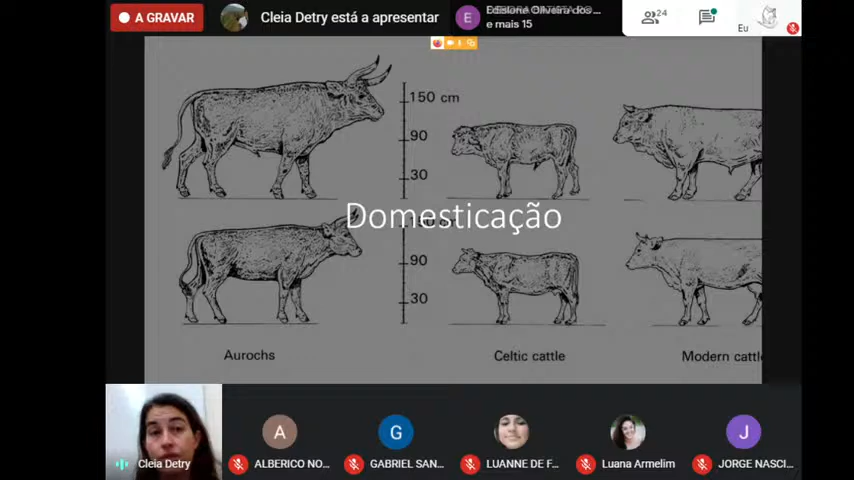 A GRAVAR
Cleia Detry está a apresentar
E
e mais 15
24
Eu
150 cm
90
30
Domesticação
90
30
Aurochs
Celtic cattle
Modern cattl
Cleia Detry
A
ALBERICO NO...
G
GABRIEL SAN...
LUANNE DE F...
Luana Armelim
J
JORGE NASCI...